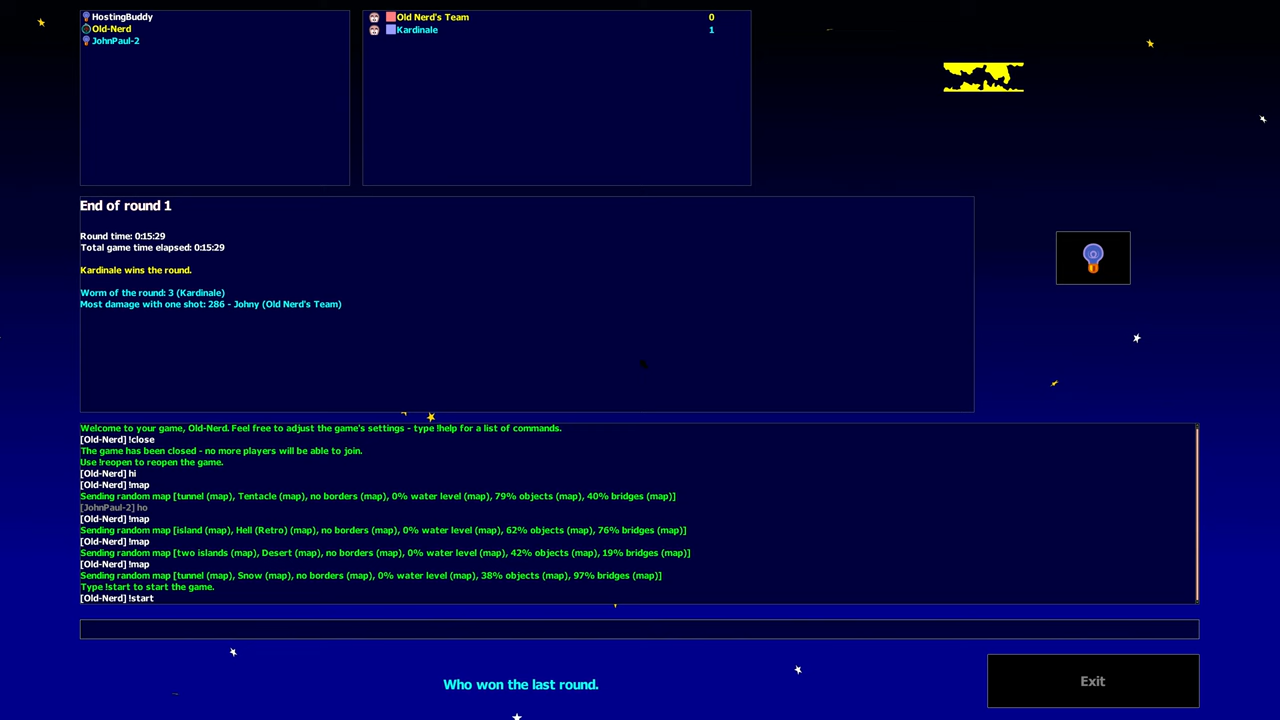 HostingBuddy
Old-Nerd
JohnPaul-2
Old Nerd's Team 0
Kardinale 1
End of round 1
Round time: 0:15:29
Total game time elapsed: 0:15:29
Kardinale wins the round.
Worm of the round: 3 (Kardinale)
Most damage with one shot: 286 - Johny (Old Nerd's Team)
Welcome to your game, Old-Nerd. Feel free to adjust the game's settings - type !help for a list of commands.
[Old-Nerd] !close
The game has been closed - no more players will be able to join.
Use !reopen to reopen the game.
[Old-Nerd] hi
[Old-Nerd] !map
Sending random map [tunnel (map), Tentacle (map), no borders (map), 0% water level (map), 79% objects (map), 40% bridges (map)]
[JohnPaul-2] ho
[Old-Nerd] !map
Sending random map [island (map), Hell (Retro) (map), no borders (map), 0% water level (map), 62% objects (map), 76% bridges (map)]
[Old-Nerd] !map
Sending random map [two islands (map), Desert (map), no borders (map), 0% water level (map), 42% objects (map), 19% bridges (map)]
[Old-Nerd] !map
Sending random map [tunnel (map), Snow (map), no borders (map), 0% water level (map), 38% objects (map), 97% bridges (map)]
Type !start to start the game.
[Old-Nerd] !start
Who won the last round.
Exit